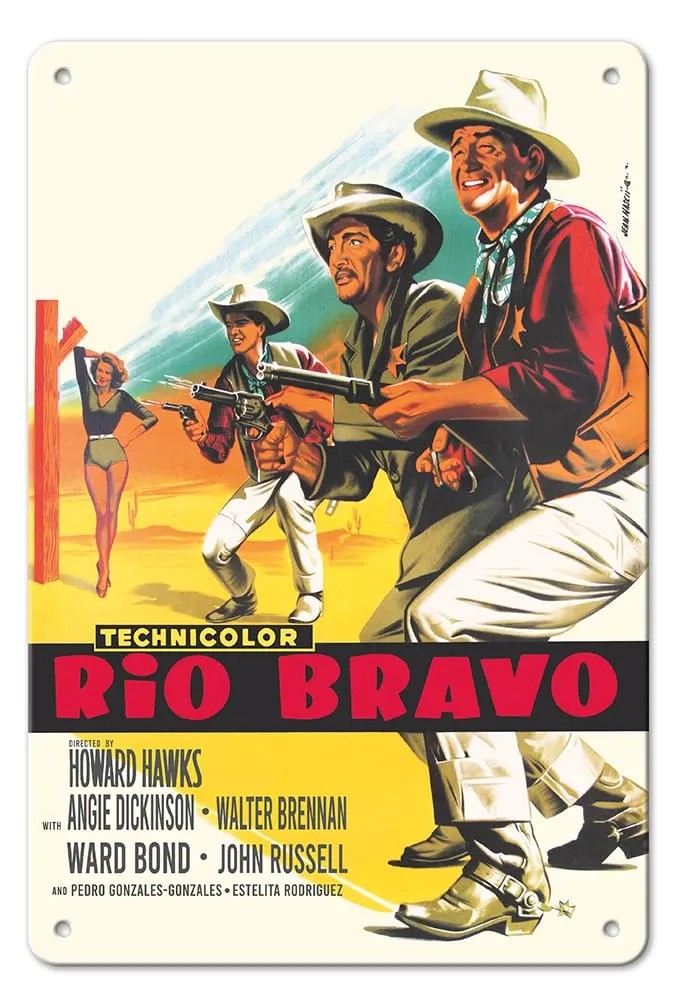 TECHNICOLOR
RiO BRAVO
DIRECTED BY
HOWARD HAWKS
WITH ANGIE DICKINSON • WALTER BRENNAN
WARD BOND • JOHN RUSSELL
AND PEDRO GONZALES-GONZALES • ESTELITA RODRIGUEZ